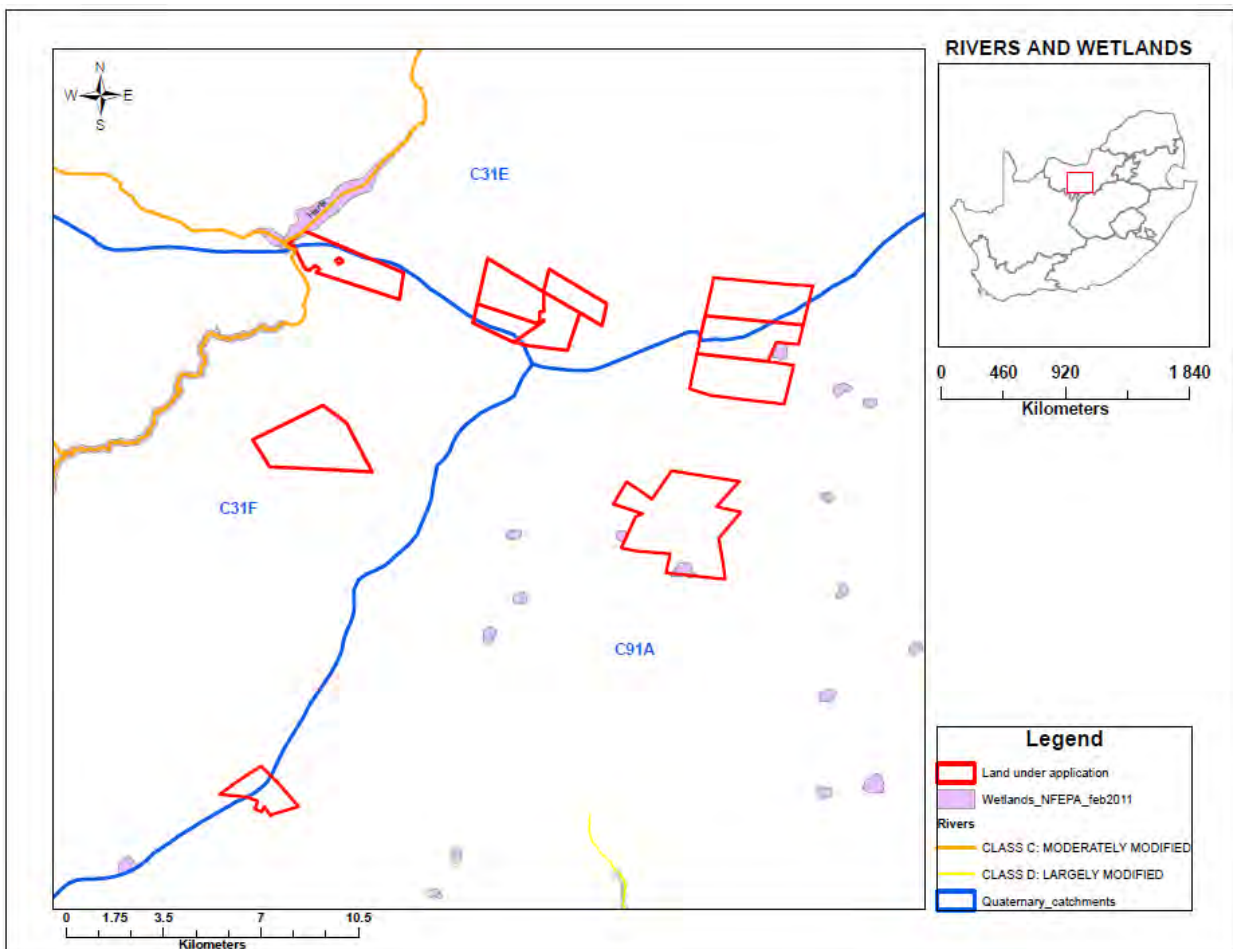 RIVERS AND WETLANDS
N
W E
S
C31E
C31F
C91A
0 460 920 1 840
Kilometers
Legend
Land under application
Wetlands_NFEPA_feb2011
Rivers
CLASS C: MODERATELY MODIFIED
CLASS D: LARGELY MODIFIED
Quaternary_catchments
0 1.75 3.5 7 10.5
Kilometers